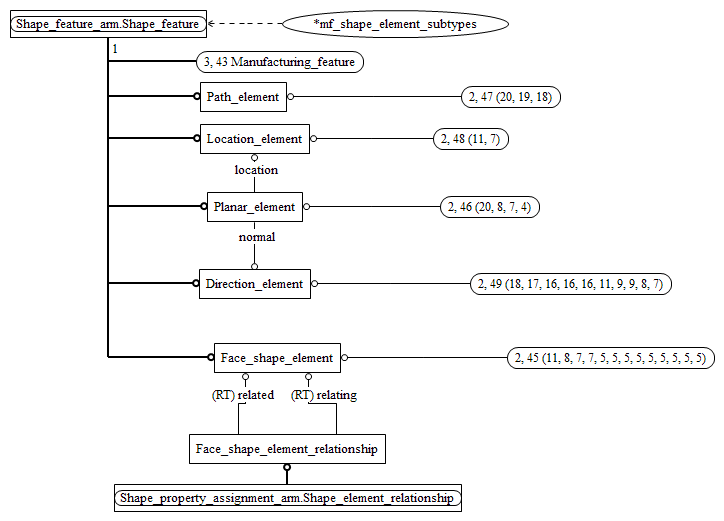 Shape_feature_arm.Shape_feature
*mf_shape_element_subtypes
1
3, 43 Manufacturing_feature
Path_element
2, 47 (20, 19, 18)
Location_element
2, 48 (11, 7)
location
Planar_element
2, 46 (20, 8, 7, 4)
normal
Direction_element
2, 49 (18, 17, 16, 16, 16, 11, 9, 9, 8, 7)
Face_shape_element
2, 45 (11, 8, 7, 7, 5, 5, 5, 5, 5, 5, 5, 5, 5)
(RT) related
(RT) relating
Face_shape_element_relationship
Shape_property_assignment_arm.Shape_element_relationship